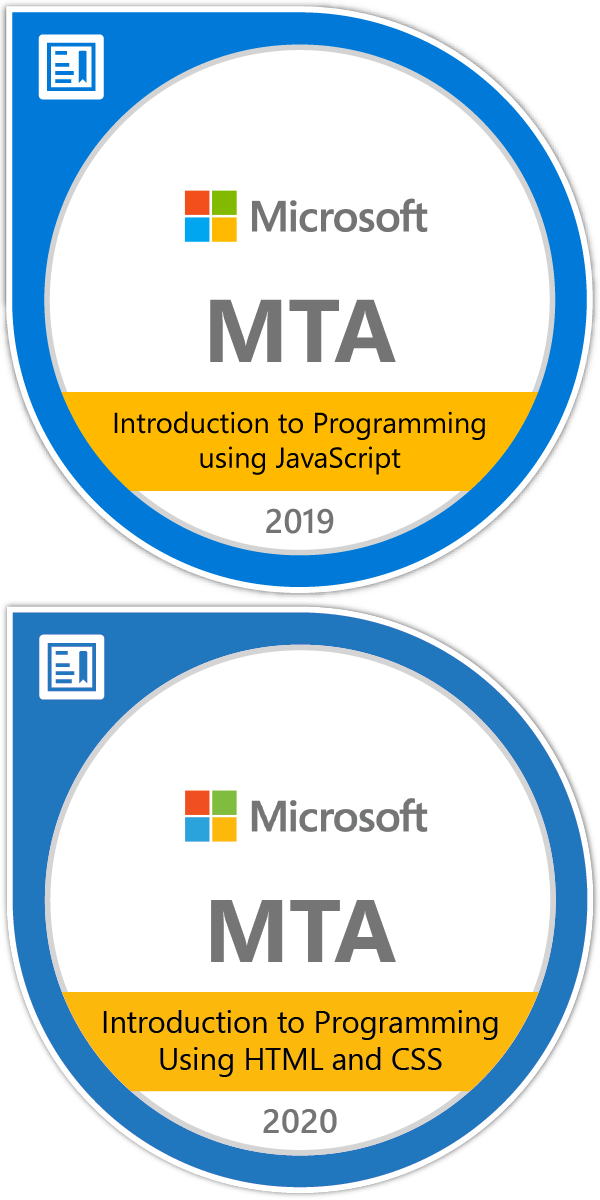 Microsoft
MTA
Introduction to Programming
using JavaScript
2019
Microsoft
MTA
Introduction to Programming
Using HTML and CSS
2020